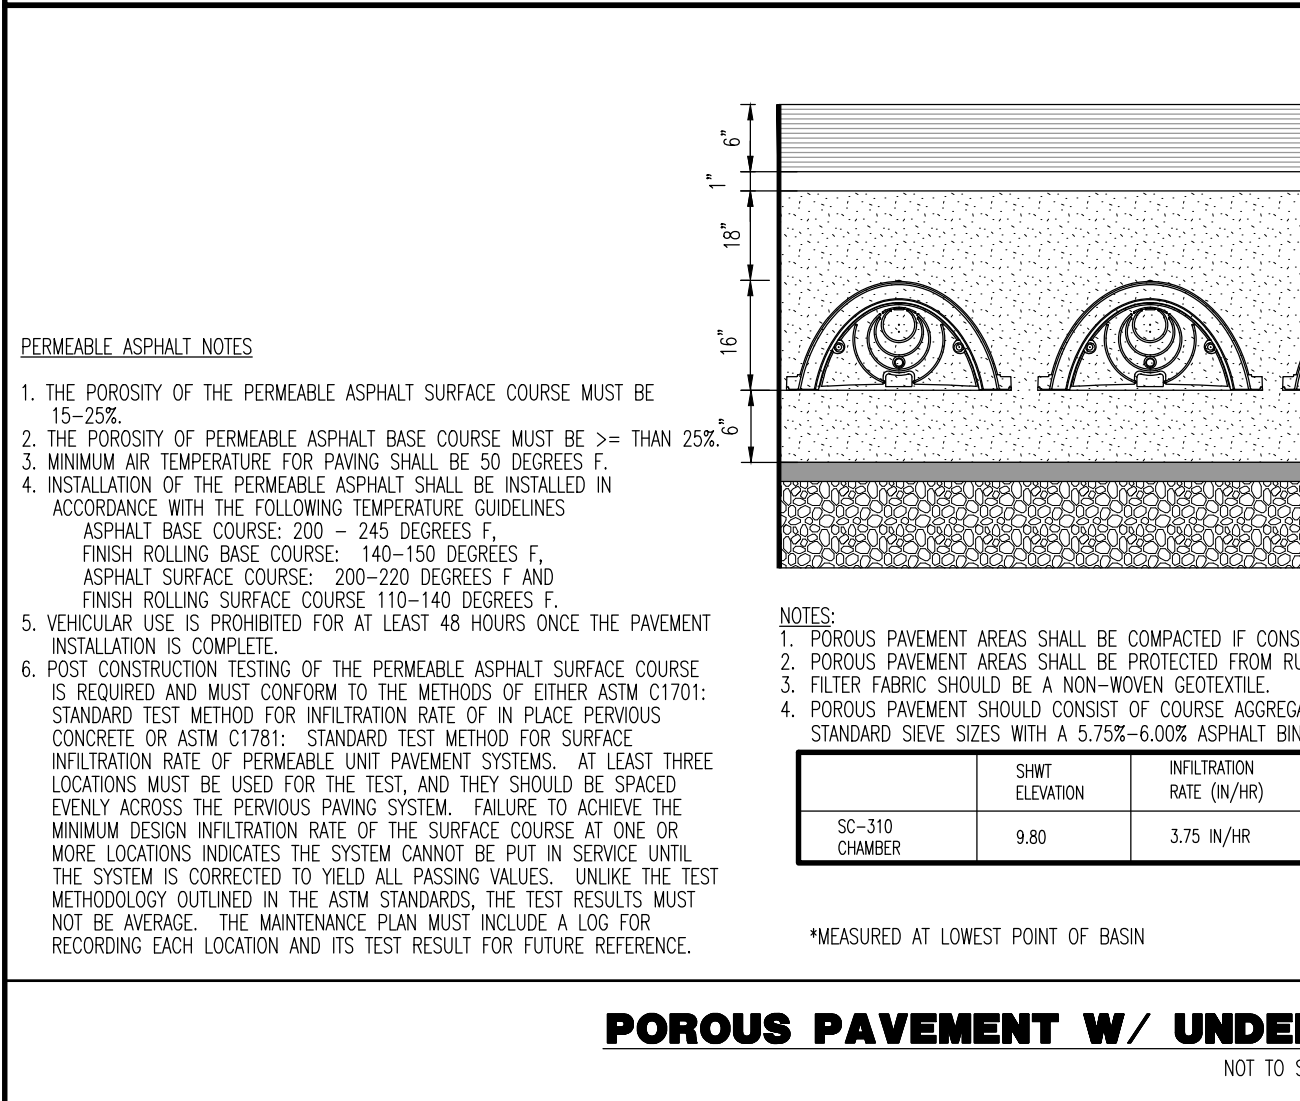 6"
1"
18"
16"
6"
PERMEABLE ASPHALT NOTES
1. THE POROSITY OF THE PERMEABLE ASPHALT SURFACE COURSE MUST BE
15-25%.
2. THE POROSITY OF PERMEABLE ASPHALT BASE COURSE MUST BE >= THAN 25%.
3. MINIMUM AIR TEMPERATURE FOR PAVING SHALL BE 50 DEGREES F.
4. INSTALLATION OF THE PERMEABLE ASPHALT SHALL BE INSTALLED IN
ACCORDANCE WITH THE FOLLOWING TEMPERATURE GUIDELINES
ASPHALT BASE COURSE: 200 - 245 DEGREES F,
FINISH ROLLING BASE COURSE: 140-150 DEGREES F,
ASPHALT SURFACE COURSE: 200-220 DEGREES F AND
FINISH ROLLING SURFACE COURSE 110-140 DEGREES F.
5. VEHICULAR USE IS PROHIBITED FOR AT LEAST 48 HOURS ONCE THE PAVEMENT
INSTALLATION IS COMPLETE.
6. POST CONSTRUCTION TESTING OF THE PERMEABLE ASPHALT SURFACE COURSE
IS REQUIRED AND MUST CONFORM TO THE METHODS OF EITHER ASTM C1701:
STANDARD TEST METHOD FOR INFILTRATION RATE OF IN PLACE PERVIOUS
CONCRETE OR ASTM C1781: STANDARD TEST METHOD FOR SURFACE
INFILTRATION RATE OF PERMEABLE UNIT PAVEMENT SYSTEMS. AT LEAST THREE
LOCATIONS MUST BE USED FOR THE TEST, AND THEY SHOULD BE SPACED
EVENLY ACROSS THE PERVIOUS PAVING SYSTEM. FAILURE TO ACHIEVE THE
MINIMUM DESIGN INFILTRATION RATE OF THE SURFACE COURSE AT ONE OR
MORE LOCATIONS INDICATES THE SYSTEM CANNOT BE PUT IN SERVICE UNTIL
THE SYSTEM IS CORRECTED TO YIELD ALL PASSING VALUES. UNLIKE THE TEST
METHODOLOGY OUTLINED IN THE ASTM STANDARDS, THE TEST RESULTS MUST
NOT BE AVERAGE. THE MAINTENANCE PLAN MUST INCLUDE A LOG FOR
RECORDING EACH LOCATION AND ITS TEST RESULT FOR FUTURE REFERENCE.
NOTES:
1. POROUS PAVEMENT AREAS SHALL BE COMPACTED IF CONS
2. POROUS PAVEMENT AREAS SHALL BE PROTECTED FROM RU
3. FILTER FABRIC SHOULD BE A NON-WOVEN GEOTEXTILE.
4. POROUS PAVEMENT SHOULD CONSIST OF COURSE AGGREGA
STANDARD SIEVE SIZES WITH A 5.75%-6.00% ASPHALT BIN
SHWT
ELEVATION
INFILTRATION
RATE (IN/HR)
SC-310
CHAMBER
9.80
3.75 IN/HR
*MEASURED AT LOWEST POINT OF BASIN
POROUS PAVEMENT W/ UNDE
NOT TO S